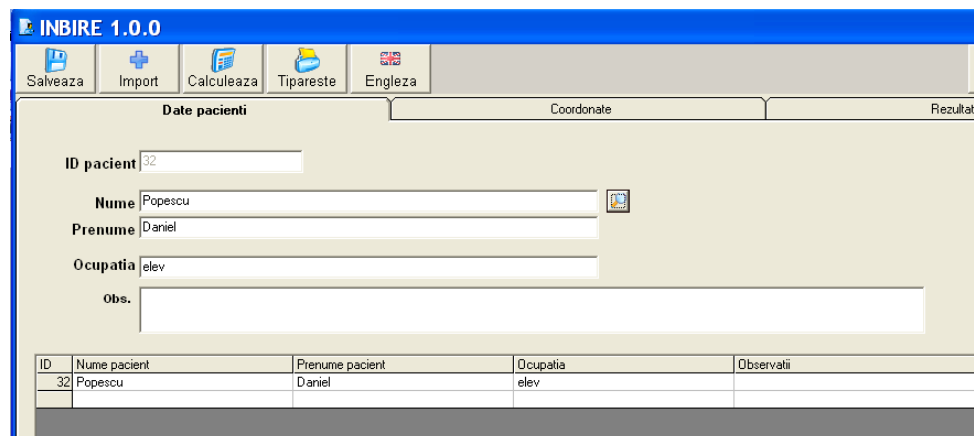 INBIRE 1.0.0
Salveaza Import Calculeaza Tipareste Engleza
Date pacienti Coordonate Rezultat
ID pacient 32
Nume Popescu
Prenume Daniel
Ocupatia elev
Obs.
ID Nume pacient Prenume pacient Ocupatia Observatii
32 Popescu Daniel elev